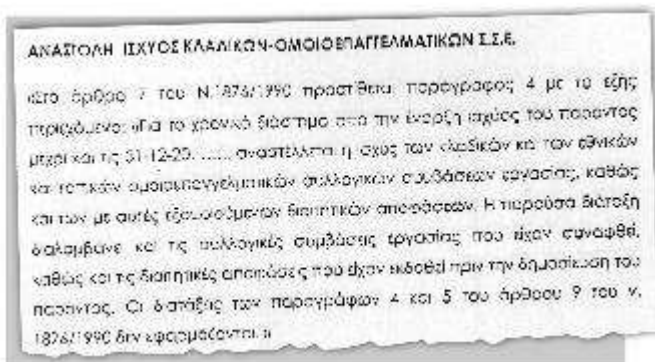 ΑΝΑΣΤΟΛΗ ΙΣΧΥΟΣ ΚΛΑΔΙΚΩΝ-ΟΜΟΙΟΕΠΑΓΓΕΛΜΑΤΙΚΩΝ Σ.Σ.Ε.
«Στο άρθρο 7 του Ν.1876/1990 προστίθεται παράγραφος 4 με το εξής
περιεχόμενο: «Για το χρονικό διάστημα από την έναρξη ισχύος του παρόντος
μέχρι και τις 31-12-20...... αναστέλλεται η ισχύς των κλαδικών και των εθνικών
και τοπικών ομοιοεπαγγελματικών συλλογικών συμβάσεων εργασίας, καθώς
και των με αυτές εξομοιούμενων διαιτητικών αποφάσεων. Η παρούσα διάταξη
διαλαμβάνει και τις συλλογικές συμβάσεις εργασίας που είχαν συναφθεί,
καθώς και τις διαιτητικές αποφάσεις που είχαν εκδοθεί πριν την δημοσίευση του
παρόντος. Οι διατάξεις των παραγράφων 4 και 5 του άρθρου 9 του ν.
1876/1990 δεν εφαρμόζονται.»